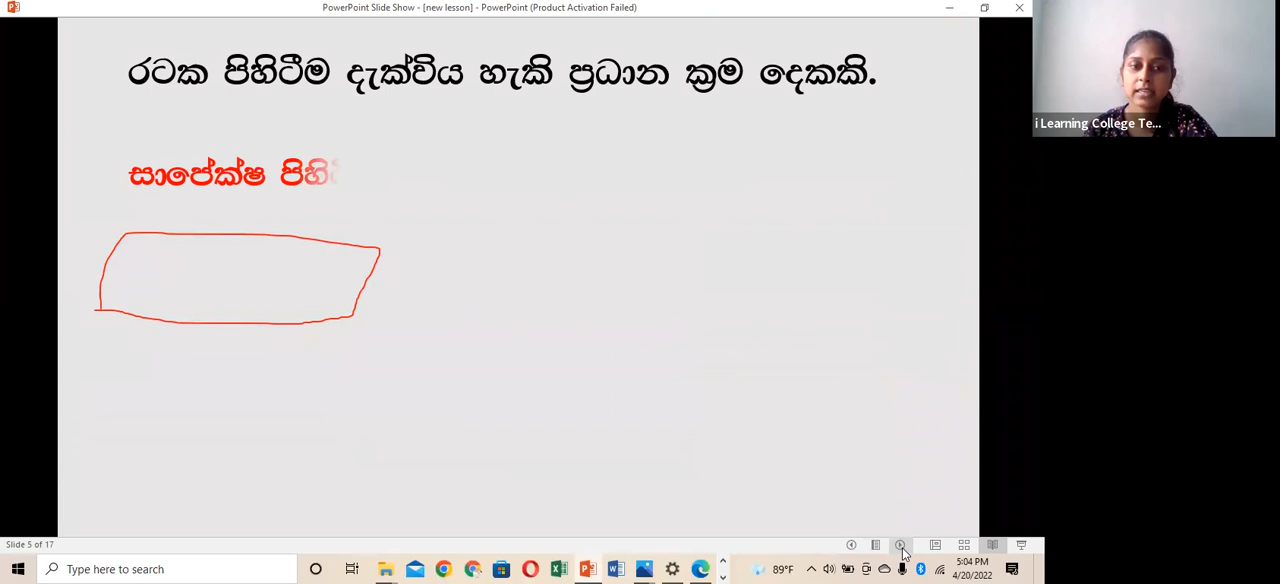 PowerPoint Slide Show - [new lesson] - PowerPoint (Product Activation Failed)
රටක පිහිටීම දැක්විය හැකි ප්‍රධාන ක්‍රම දෙකකි.
i Learning College Te...
සාපේක්ෂ
Slide 5 of 17
Type here to search
89°F
5:04 PM
4/20/2022